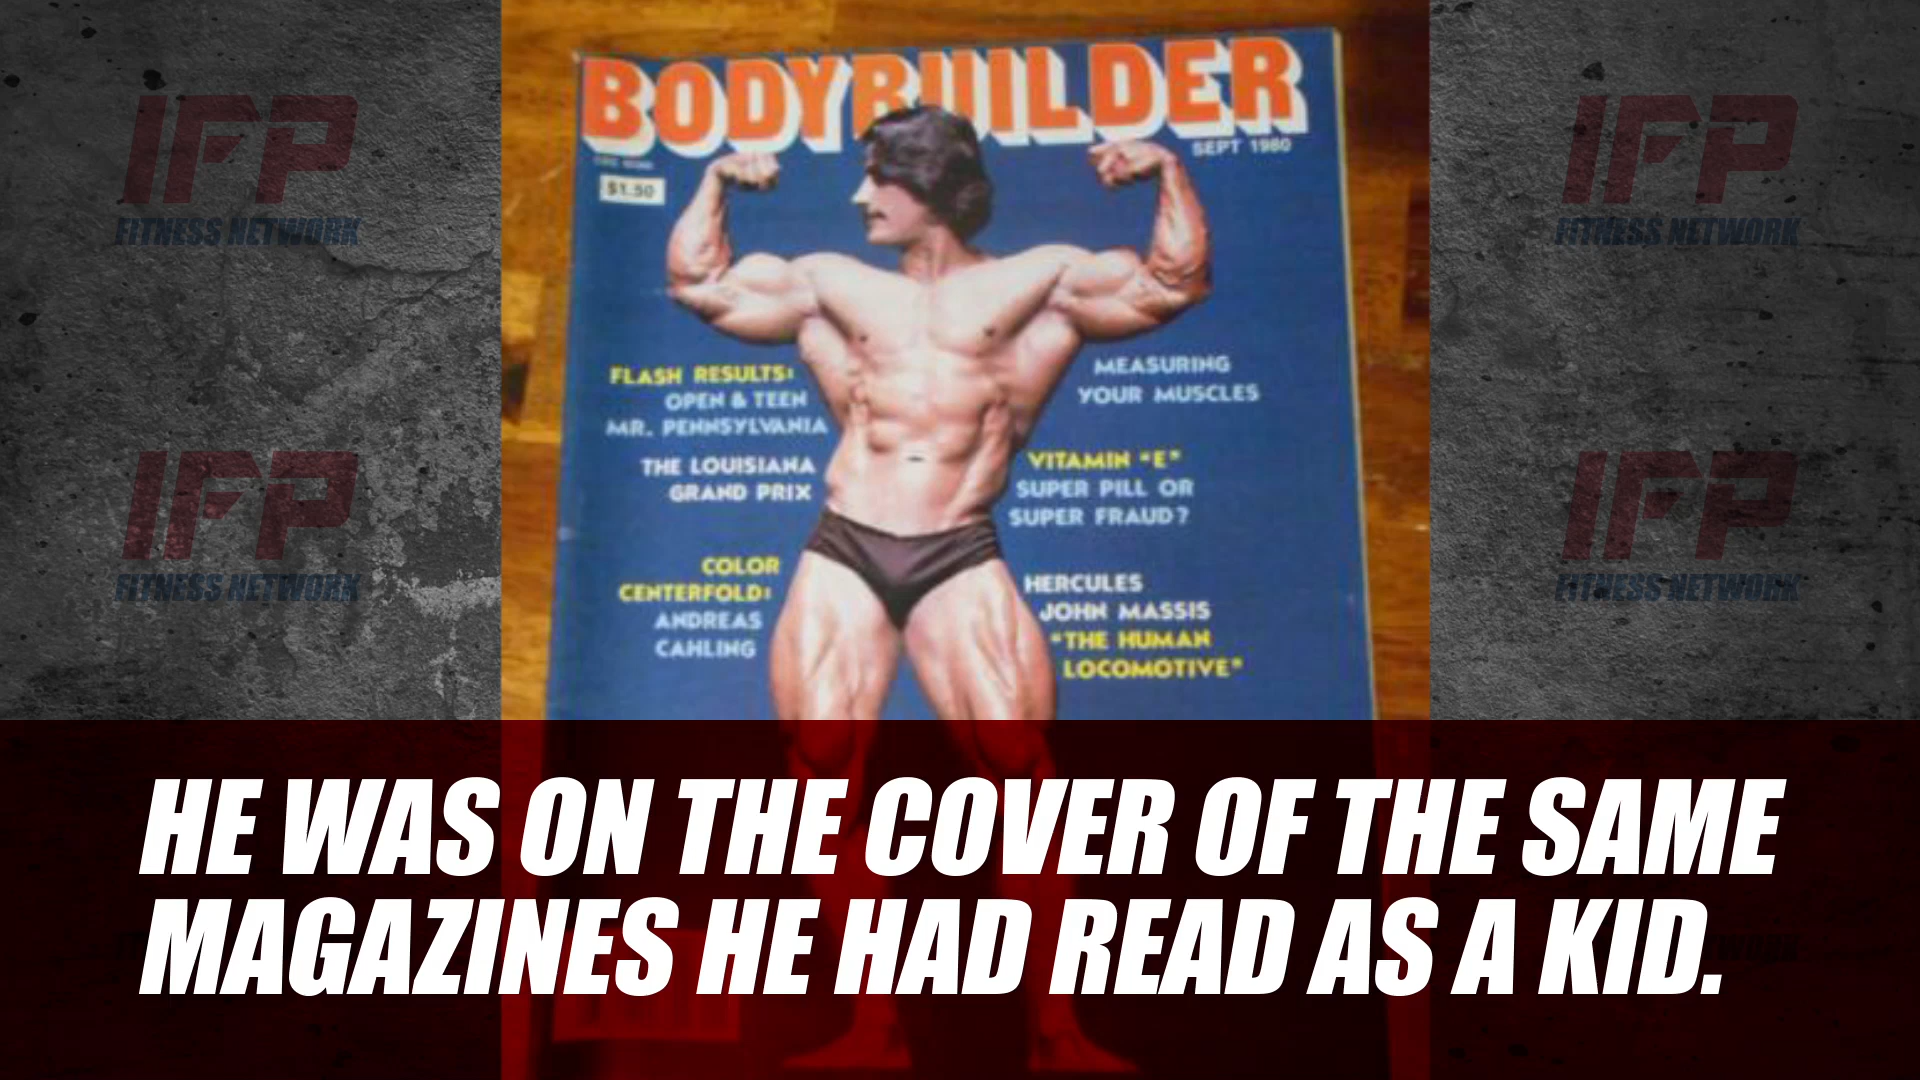 IFP
FITNESS NETWORK
IFP
FITNESS NETWORK
BODYBUILDER
SEPT 1980
$1.50
FLASH RESULTS:
OPEN & TEEN
MR. PENNSYLVANIA
THE LOUISIANA
GRAND PRIX
COLOR
CENTERFOLD:
ANDREAS
CAHLING
MEASURING
YOUR MUSCLES
VITAMIN "E"
SUPER PILL OR
SUPER FRAUD?
HERCULES
JOHN MASSIS
"THE HUMAN
LOCOMOTIVE"
IFP
FITNESS NETWORK
IFP
FITNESS NETWORK
HE WAS ON THE COVER OF THE SAME
MAGAZINES HE HAD READ AS A KID.